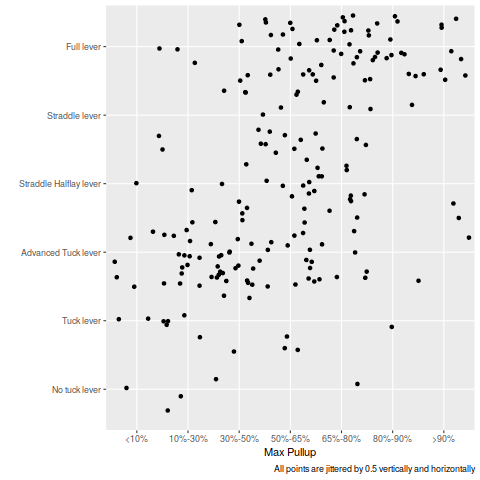 Full lever
Straddle lever
Straddle Halflay lever
Advanced Tuck lever
Tuck lever
No tuck lever
<10% 10%-30% 30%-50% 50%-65% 65%-80% 80%-90% >90%
Max Pullup
All points are jittered by 0.5 vertically and horizontally